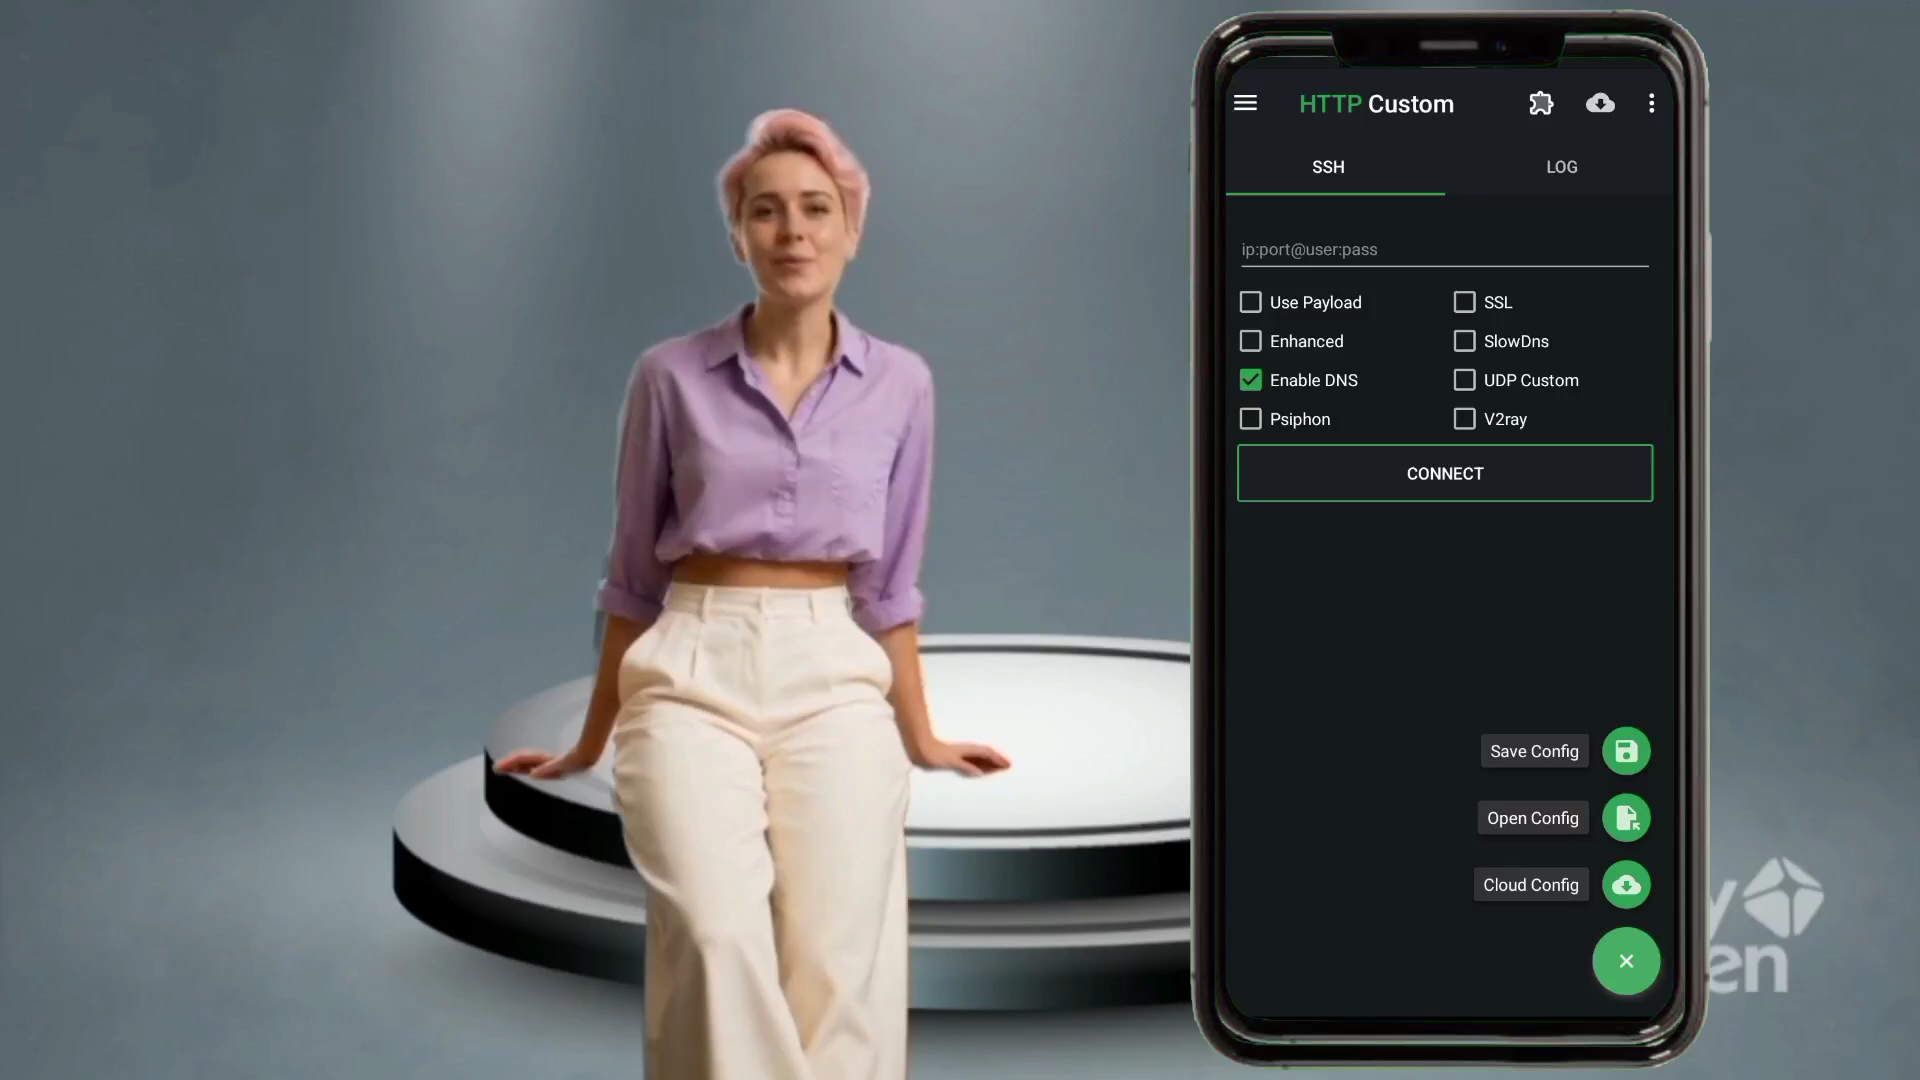 HTTP Custom
SSH
LOG
ip:port@user:pass
Use Payload
SSL
Enhanced
SlowDns
Enable DNS
UDP Custom
Psiphon
V2ray
CONNECT
Save Config
Open Config
Cloud Config
y
en